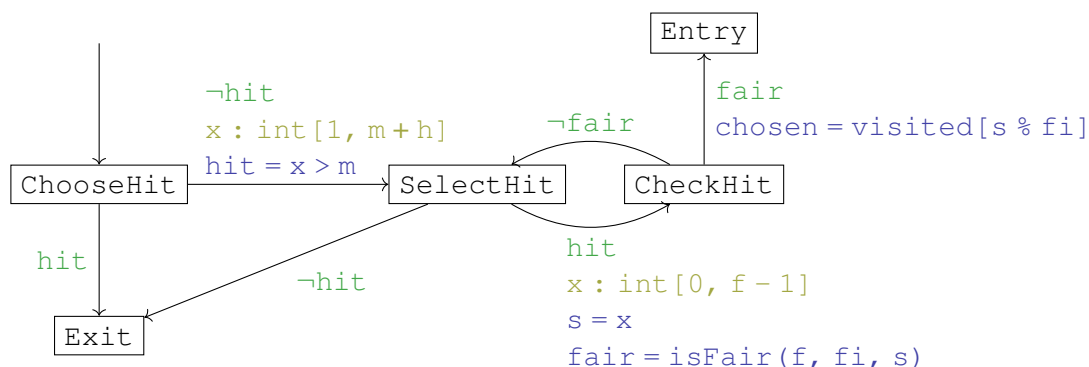 Entry
¬hit
x : int[1, m + h]
hit = x > m
¬fair
fair
chosen = visited[s % fi]
ChooseHit
SelectHit
CheckHit
hit
¬hit
hit
x : int[0, f - 1]
s = x
fair = isFair(f, fi, s)
Exit